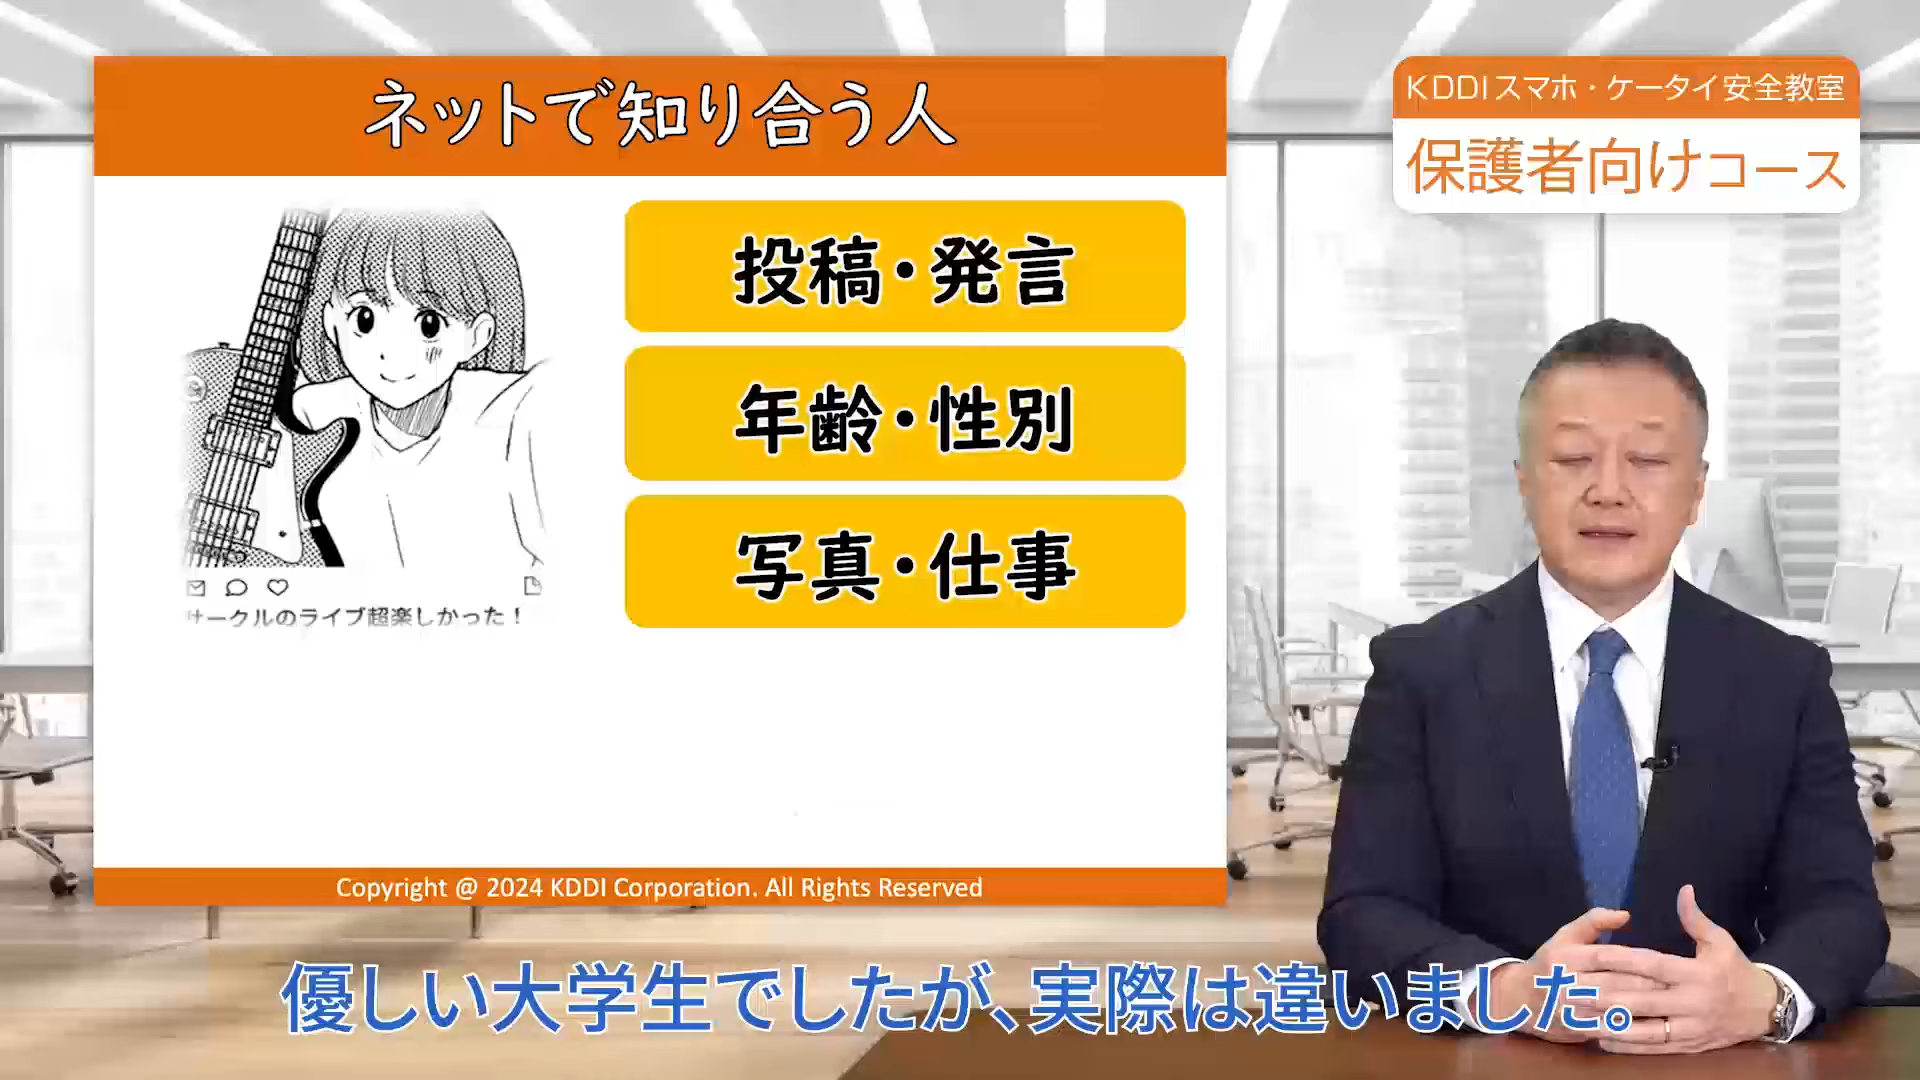 ネットで知り合う人
KDDIスマホ・ケータイ安全教室
保護者向けコース
投稿・発言
年齢・性別
写真・仕事
サークルのライブ超楽しかった！
Copyright @ 2024 KDDI Corporation. All Rights Reserved
優しい大学生でしたが、実際は違いました。